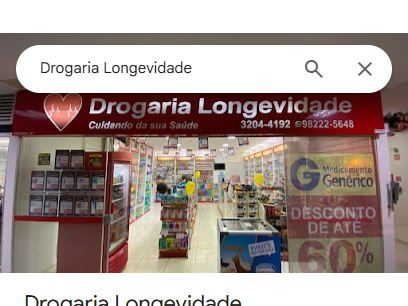 Drogaria Longevidade
Drogaria Longevidade
Cuidando da sua Saúde 3204-4192 98222-5648
G Medicamento
Genérico
DESCONTO
DE ATÉ
60%
Drogaria Longevidade